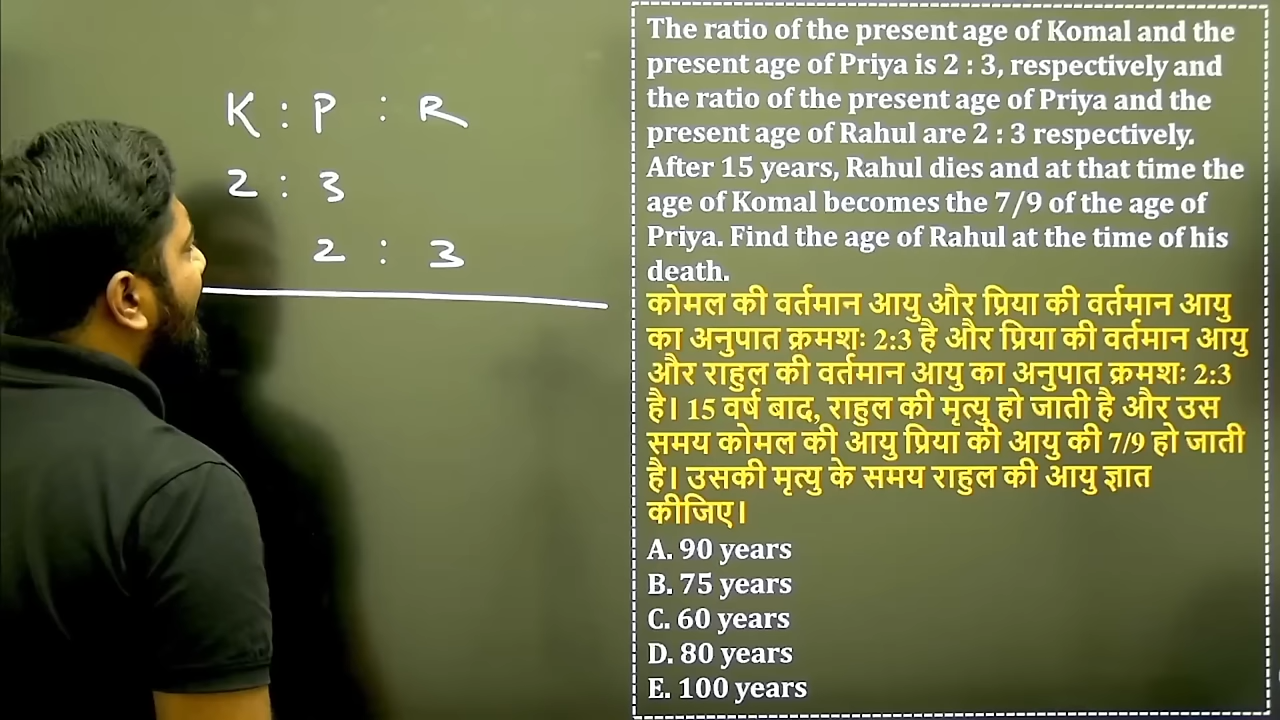 K : P : R
2 : 3
2 : 3
The ratio of the present age of Komal and the
present age of Priya is 2 : 3, respectively and
the ratio of the present age of Priya and the
present age of Rahul are 2 : 3 respectively.
After 15 years, Rahul dies and at that time the
age of Komal becomes the 7/9 of the age of
Priya. Find the age of Rahul at the time of his
death.
कोमल की वर्तमान आयु और प्रिया की वर्तमान आयु
का अनुपात क्रमशः 2:3 है और प्रिया की वर्तमान आयु
और राहुल की वर्तमान आयु का अनुपात क्रमशः 2:3
है। 15 वर्ष बाद, राहुल की मृत्यु हो जाती है और उस
समय कोमल की आयु प्रिया की आयु की 7/9 हो जाती
है। उसकी मृत्यु के समय राहुल की आयु ज्ञात
कीजिए।
A. 90 years
B. 75 years
C. 60 years
D. 80 years
E. 100 years